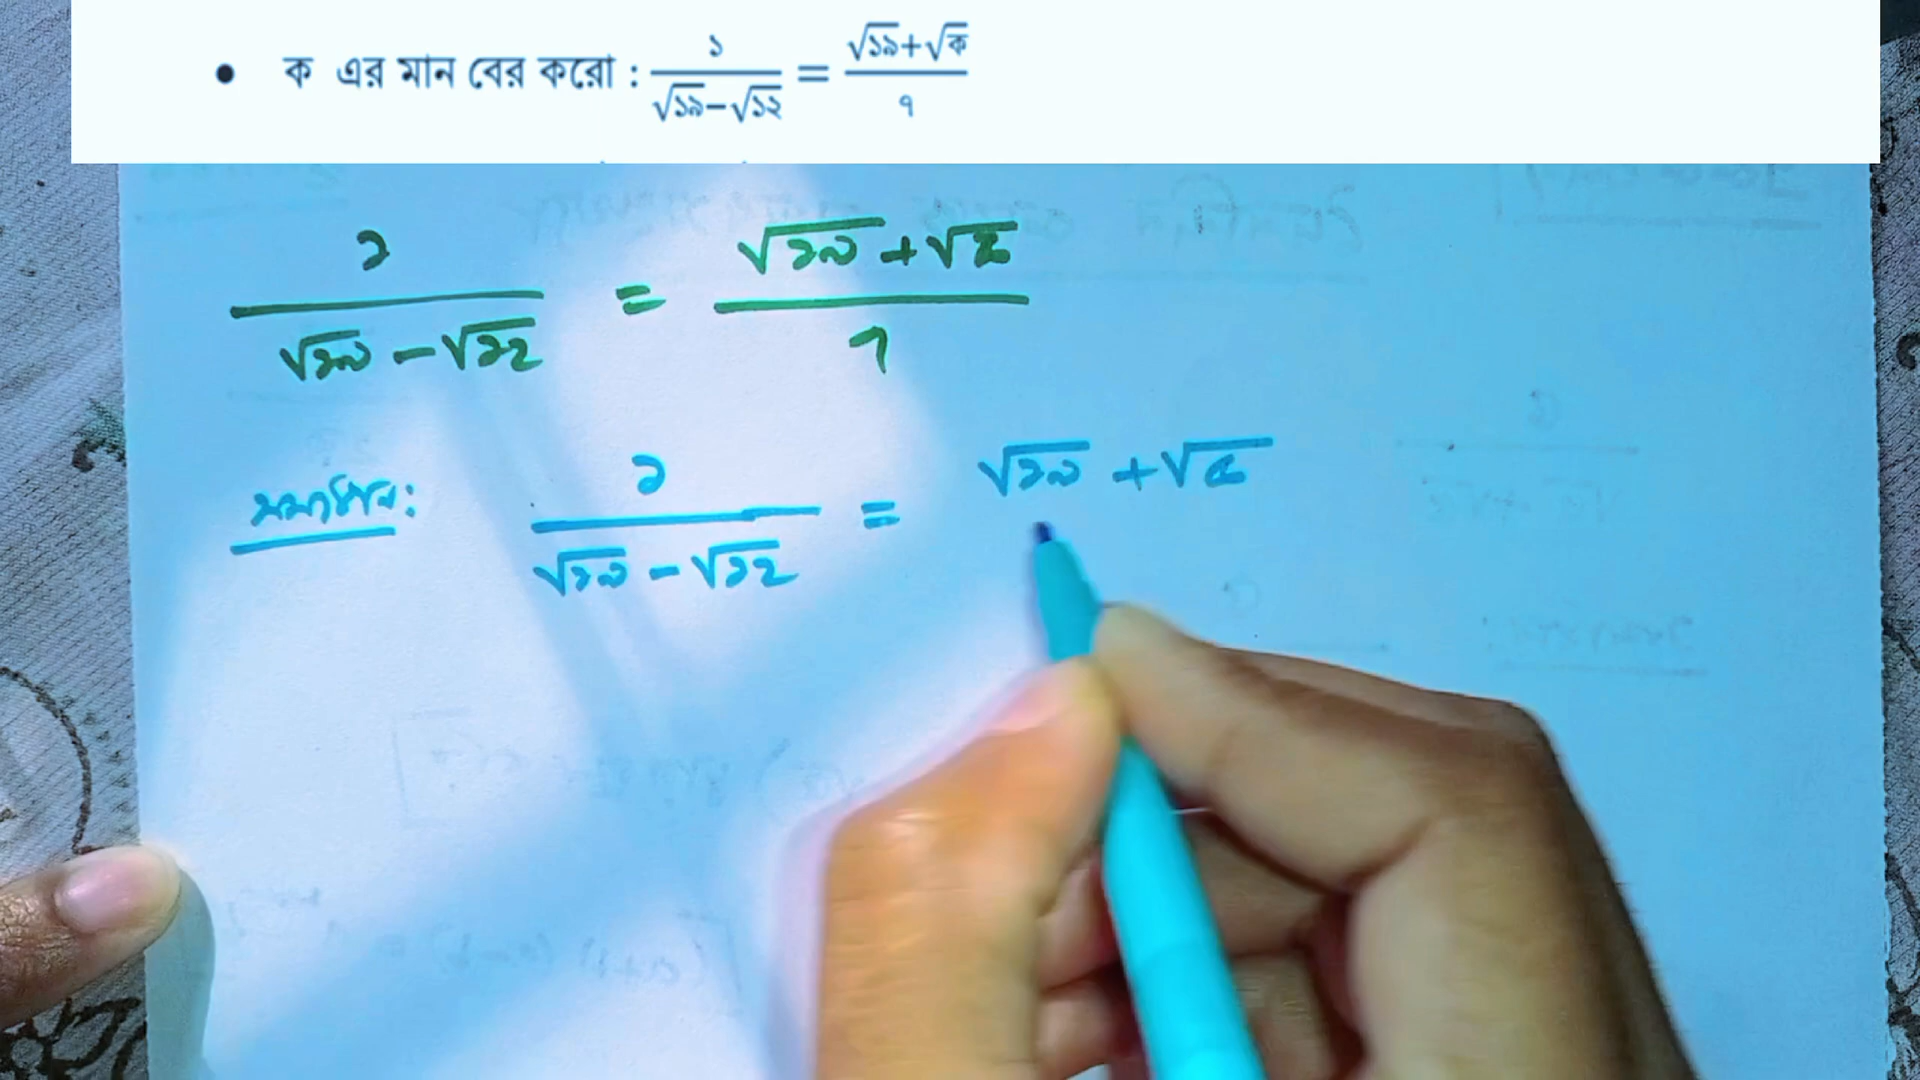 • ক এর মান বের করো : ১/(√১৯−√১২) = (√১৯+√ক)/৭
১/(√১৯ − √১২) = (√১৯ + √ক)/৭
সমাধান: ১/(√১৯ − √১২) = √১৯ + √ক